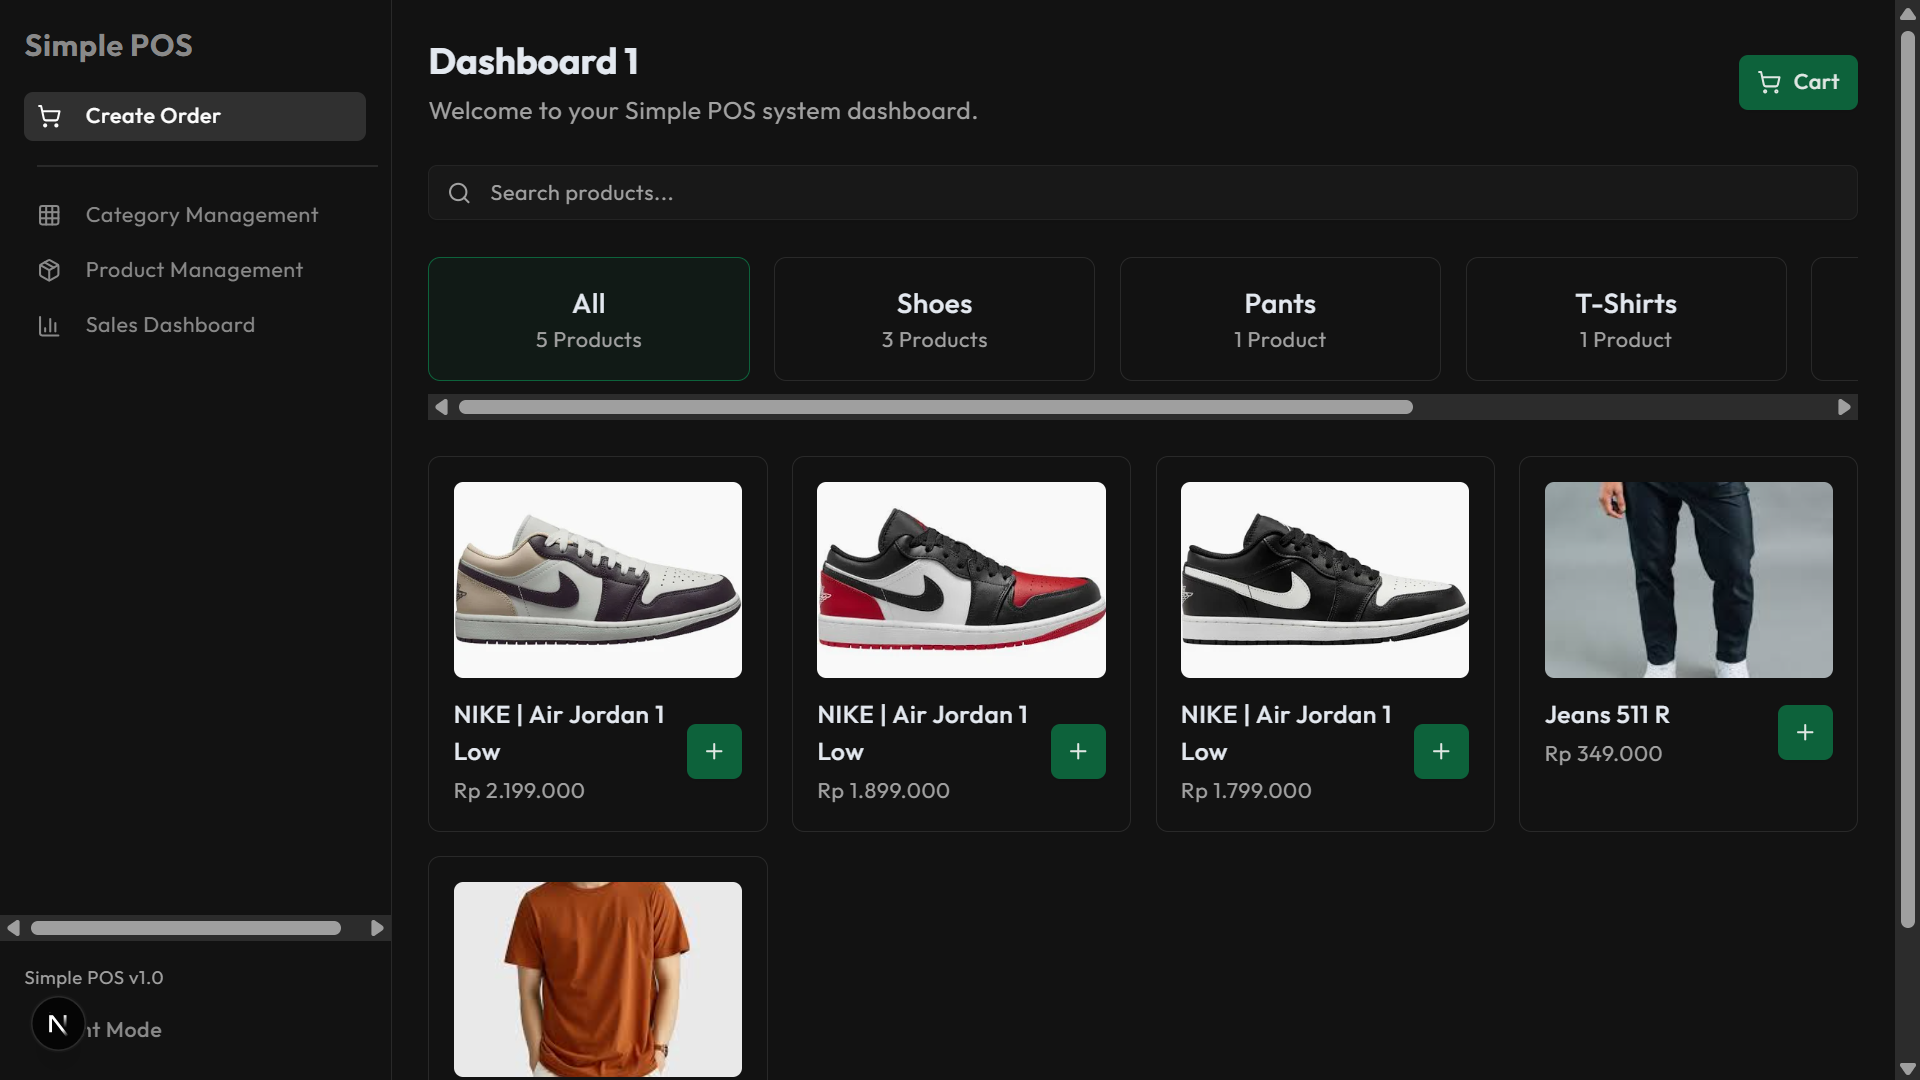 Simple POS
Create Order
Category Management
Product Management
Sales Dashboard
Simple POS v1.0
Mode
Dashboard 1
Welcome to your Simple POS system dashboard.
Cart
Search products...
All
5 Products
Shoes
3 Products
Pants
1 Product
T-Shirts
1 Product
NIKE | Air Jordan 1
Low
Rp 2.199.000
NIKE | Air Jordan 1
Low
Rp 1.899.000
NIKE | Air Jordan 1
Low
Rp 1.799.000
Jeans 511 R
Rp 349.000